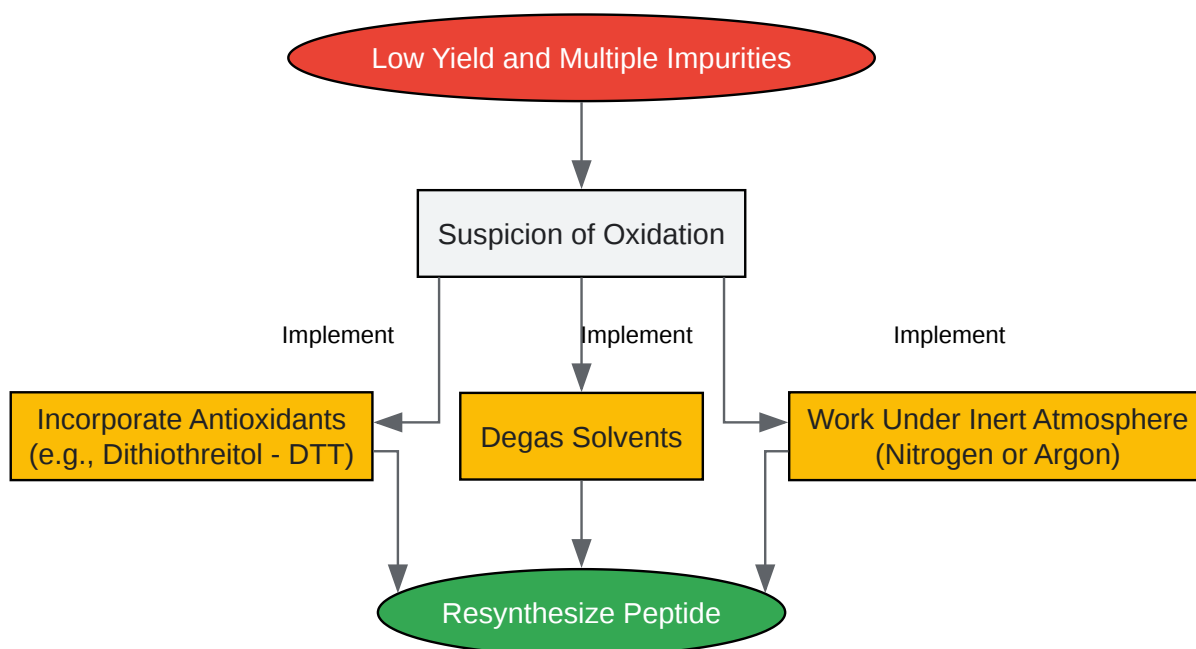 Low Yield and Multiple Impurities
Suspicion of Oxidation
Implement
Implement
Implement
Incorporate Antioxidants
(e.g., Dithiothreitol - DTT)
Degas Solvents
Work Under Inert Atmosphere
(Nitrogen or Argon)
Resynthesize Peptide